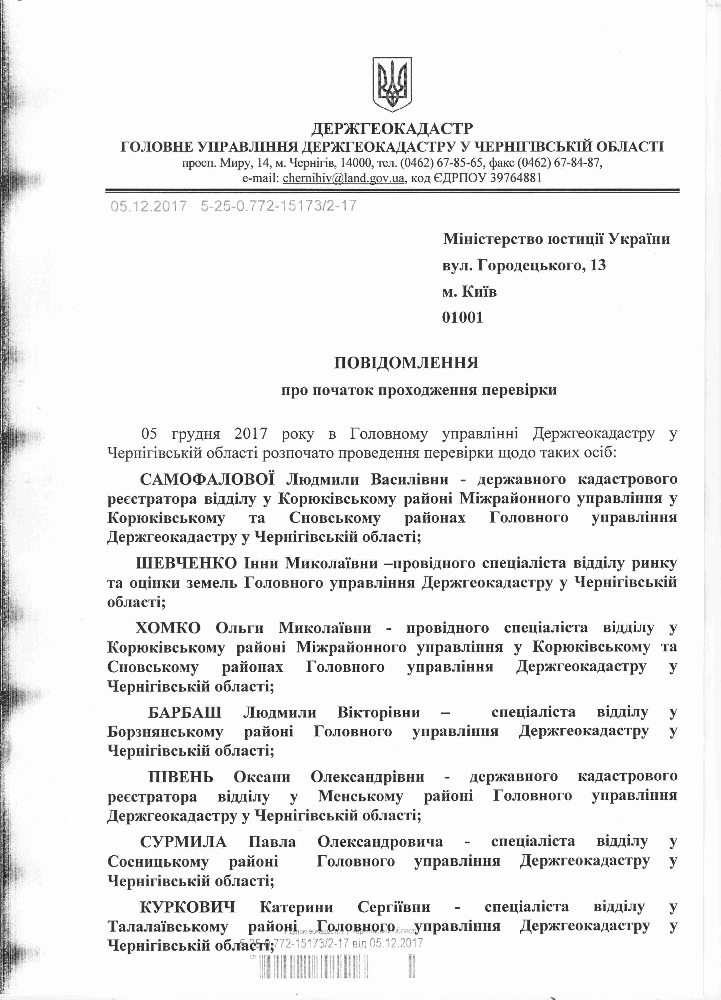 ДЕРЖГЕОКАДАСТР
ГОЛОВНЕ УПРАВЛІННЯ ДЕРЖГЕОКАДАСТРУ У ЧЕРНІГІВСЬКІЙ ОБЛАСТІ
просп. Миру, 14, м. Чернігів, 14000, тел. (0462) 67-85-65, факс (0462) 67-84-87,
e-mail: chernihiv@land.gov.ua, код ЄДРПОУ 39764881
05.12.2017 5-25-0.772-15173/2-17
Міністерство юстиції України
вул. Городецького, 13
м. Київ
01001
ПОВІДОМЛЕННЯ
про початок проходження перевірки
05 грудня 2017 року в Головному управлінні Держгеокадастру у
Чернігівській області розпочато проведення перевірки щодо таких осіб:
САМОФАЛОВОЇ Людмили Василівни - державного кадастрового
реєстратора відділу у Корюківському районі Міжрайонного управління у
Корюківському та Сновському районах Головного управління
Держгеокадастру у Чернігівській області;
ШЕВЧЕНКО Інни Миколаївни –провідного спеціаліста відділу ринку
та оцінки земель Головного управління Держгеокадастру у Чернігівській
області;
ХОМКО Ольги Миколаївни - провідного спеціаліста відділу у
Корюківському районі Міжрайонного управління у Корюківському та
Сновському районах Головного управління Держгеокадастру у
Чернігівській області;
БАРБАШ Людмили Вікторівни – спеціаліста відділу у
Борзнянському районі Головного управління Держгеокадастру у
Чернігівській області;
ПІВЕНЬ Оксани Олександрівни - державного кадастрового
реєстратора відділу у Менському районі Головного управління
Держгеокадастру у Чернігівській області;
СУРМИЛА Павла Олександровича - спеціаліста відділу у
Сосницькому районі Головного управління Держгеокадастру у
Чернігівській області;
КУРКОВИЧ Катерини Сергіївни - спеціаліста відділу у
Талалаївському районі Головного управління Держгеокадастру у
ГУ Держгеокадастру у Чернігівській області
Чернігівській області;
5-25-0.772-15173/2-17 від 05.12.2017
СП